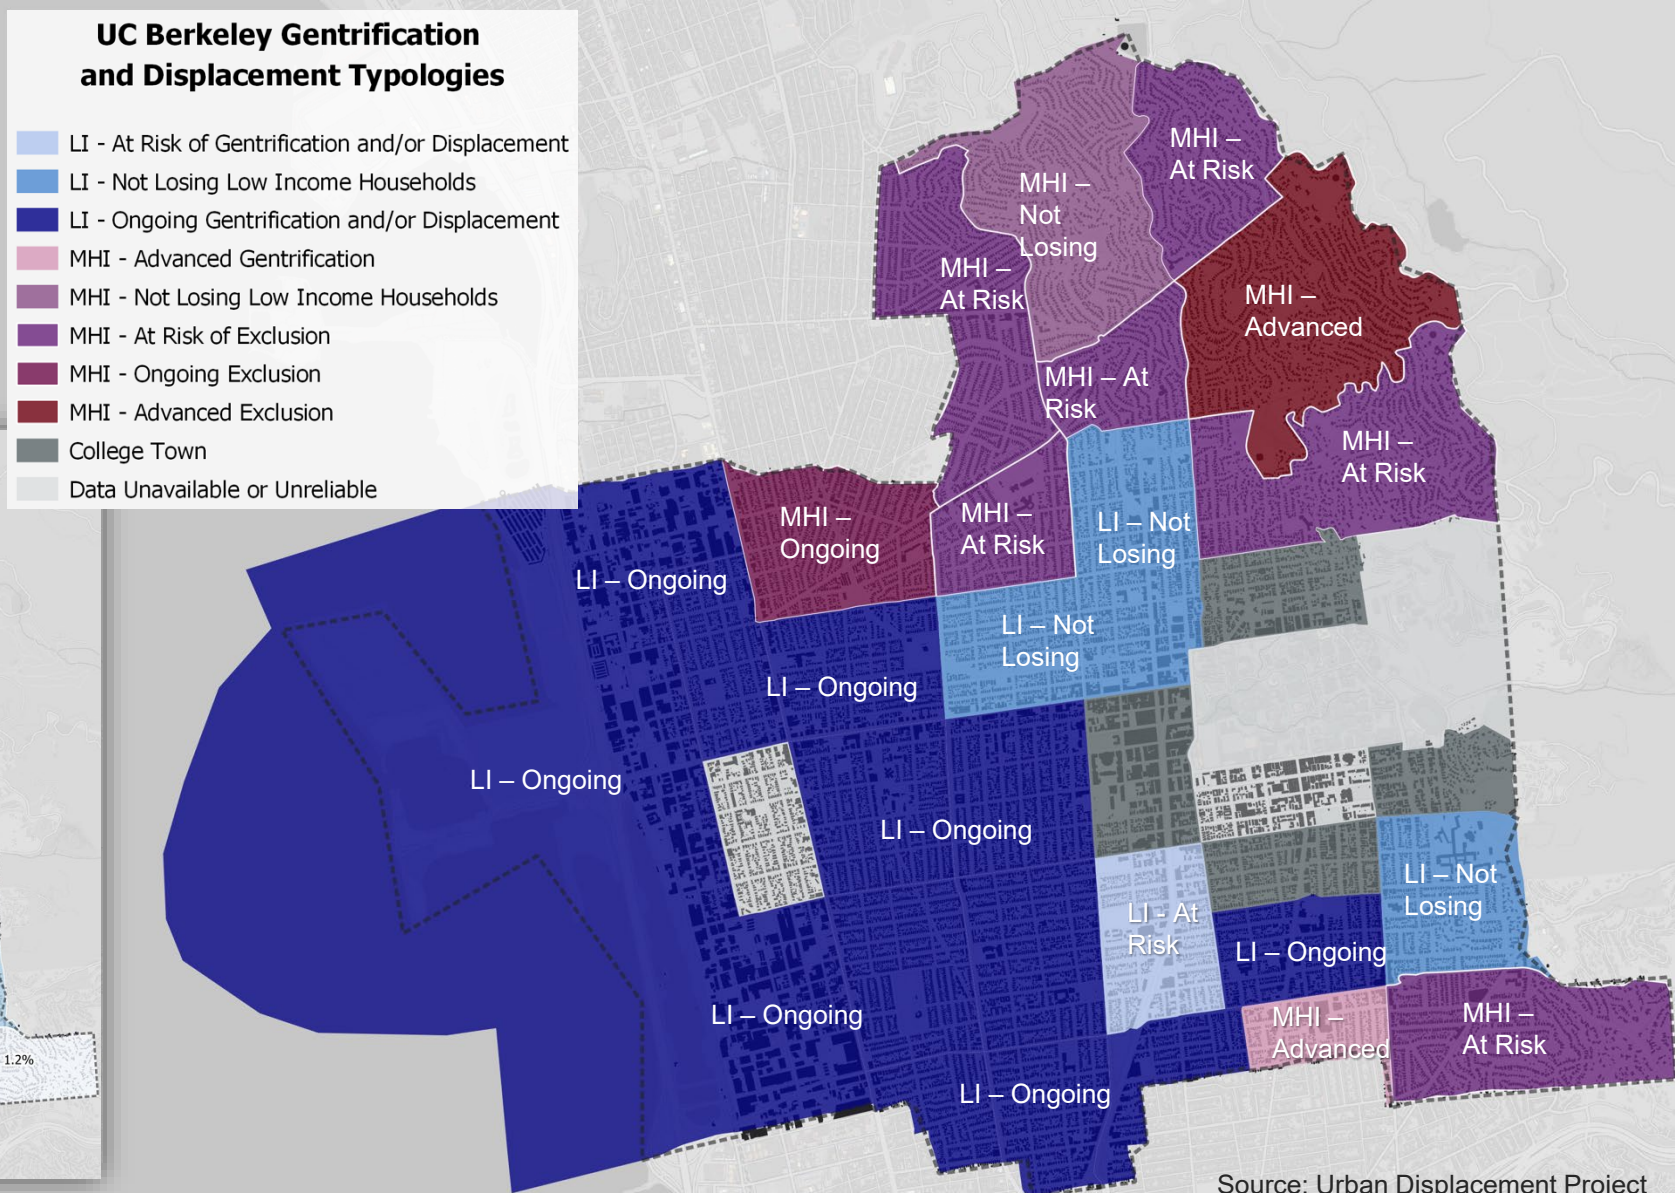 UC Berkeley Gentrification
and Displacement Typologies
LI - At Risk of Gentrification and/or Displacement
LI - Not Losing Low Income Households
LI - Ongoing Gentrification and/or Displacement
MHI - Advanced Gentrification
MHI - Not Losing Low Income Households
MHI - At Risk of Exclusion
MHI - Ongoing Exclusion
MHI - Advanced Exclusion
College Town
Data Unavailable or Unreliable
MHI –
At Risk
MHI –
Not
Losing
MHI –
At Risk
MHI –
Advanced
MHI – At
Risk
MHI –
At Risk
MHI –
Ongoing
MHI –
At Risk
LI – Not
Losing
LI – Ongoing
LI – Not
Losing
LI – Ongoing
LI – Ongoing
LI – Ongoing
LI – Not
Losing
LI - At
Risk
LI – Ongoing
LI – Ongoing
MHI –
Advanced
MHI –
At Risk
1.2%
LI – Ongoing
Source: Urban Displacement Project